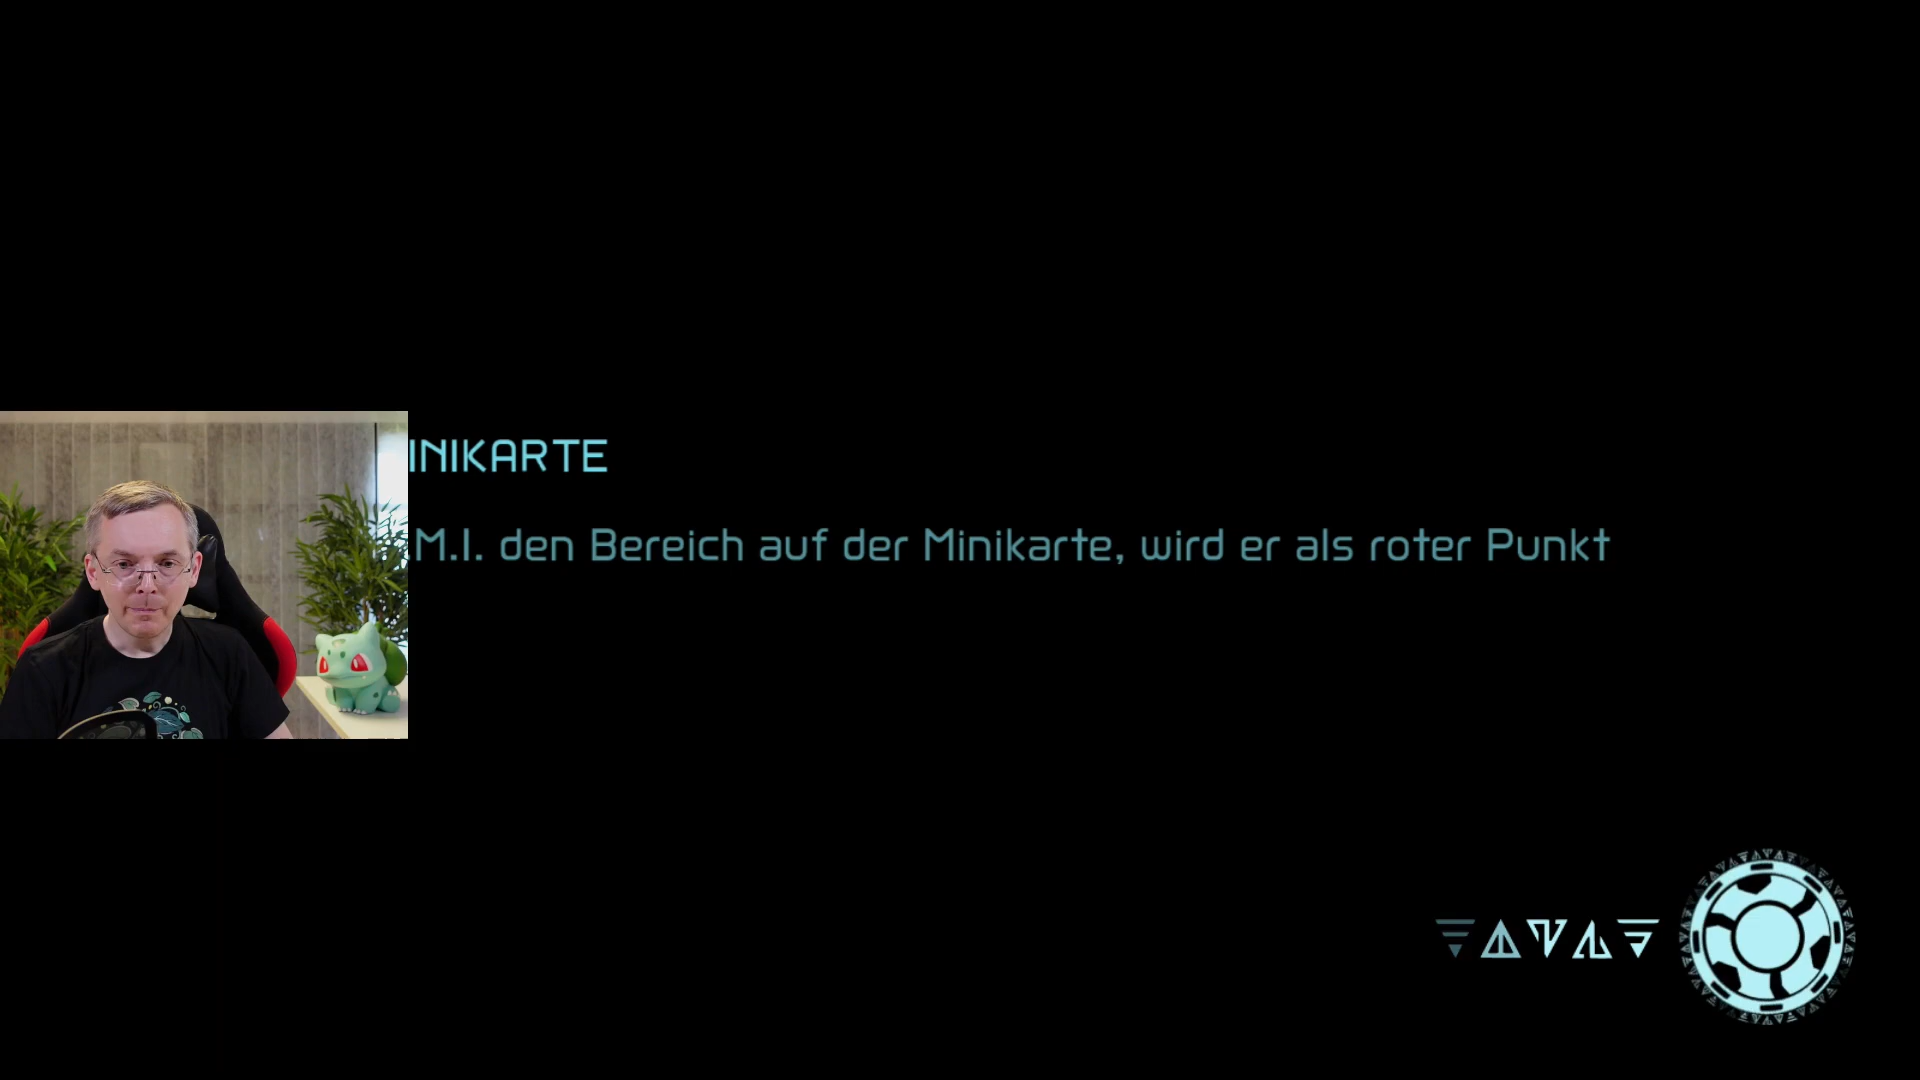 INIKARTE
.M.I. den Bereich auf der Minikarte, wird er als roter Punkt